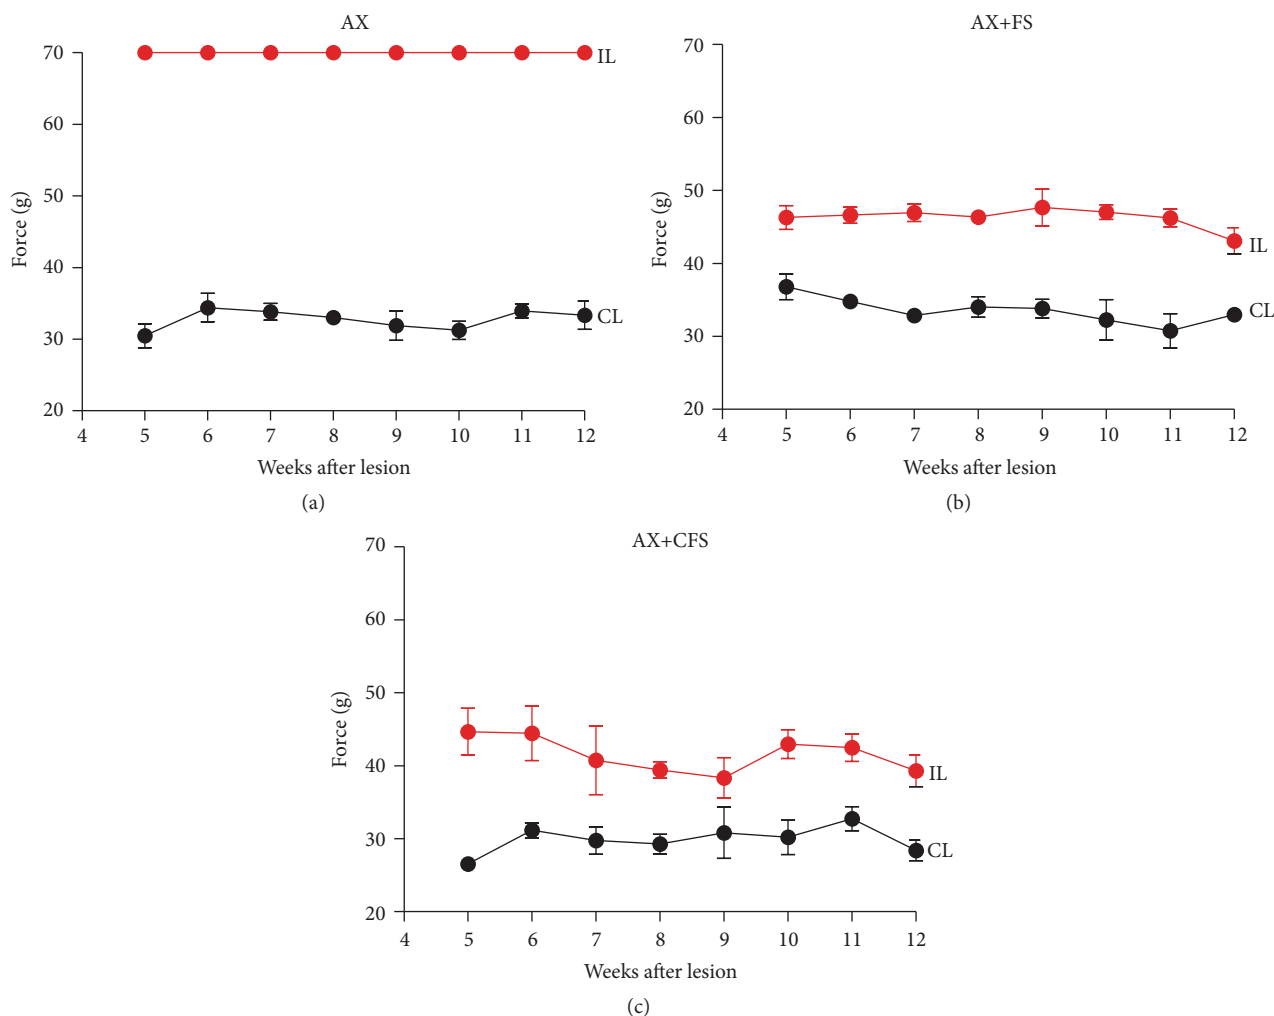 AX
70
60
50
40
30
20
Force (g)
IL
CL
4 5 6 7 8 9 10 11 12
Weeks after lesion
(a)
AX+FS
70
60
50
40
30
20
Force (g)
IL
CL
4 5 6 7 8 9 10 11 12
Weeks after lesion
(b)
AX+CFS
70
60
50
40
30
20
Force (g)
IL
CL
4 5 6 7 8 9 10 11 12
Weeks after lesion
(c)